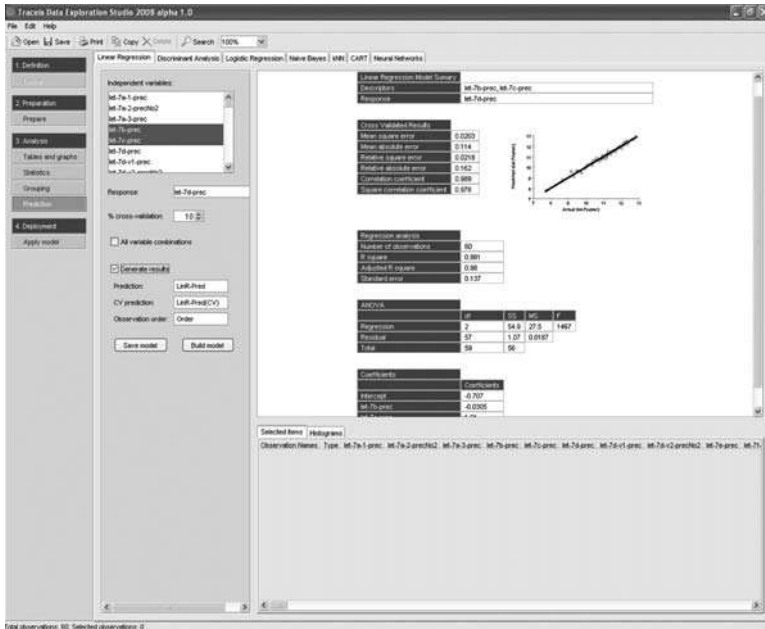 Traceis Data Exploration Studio 2009 alpha 1.0
File Edit Help
Open Save Print Copy Delete Search 100%
1. Definition
2. Preparation
Prepare
3. Analysis
Tables and graphs
Statistics
Grouping
Prediction
4. Deployment
Apply model
Linear Regression Discriminant Analysis Logistic Regression Naive Bayes kNN CART Neural Networks
Independent variables:
let-7a-1-prec
let-7a-2-precNo2
let-7a-3-prec
let-7b-prec
let-7c-prec
let-7d-prec
let-7d-v1-prec
let-7d-v2-precNo2
Response: let-7d-prec
% cross-validation 10
All variable combinations
Generate results
Prediction: LinR-Pred
CV prediction: LinR-Pred(CV)
Observation order: Order
Save model Build model
Linear Regression Model Sumary
Descriptors let-7b-prec, let-7c-prec
Response let-7d-prec
Cross Validated Results
Mean square error 0.0203
Mean absolute error 0.114
Relative square error 0.0218
Relative absolute error 0.162
Correlation coefficient 0.989
Square correlation coefficient 0.978
Regression analysis
Number of observations 60
R square 0.981
Adjusted R square 0.98
Standard error 0.137
ANOVA
df SS MS F
Regression 2 54.9 27.5 1467
Residual 57 1.07 0.0187
Total 59 56
Coefficients
Coefficients
Intercept -0.707
let-7b-prec -0.0305
Selected items Histograms
Observation Names Type let-7a-1-prec let-7a-2-precNo2 let-7a-3-prec let-7b-prec let-7c-prec let-7d-prec let-7d-v1-prec let-7d-v2-precNo2 let-7e-prec let-7f-
Total observations: 60; Selected observations: 0